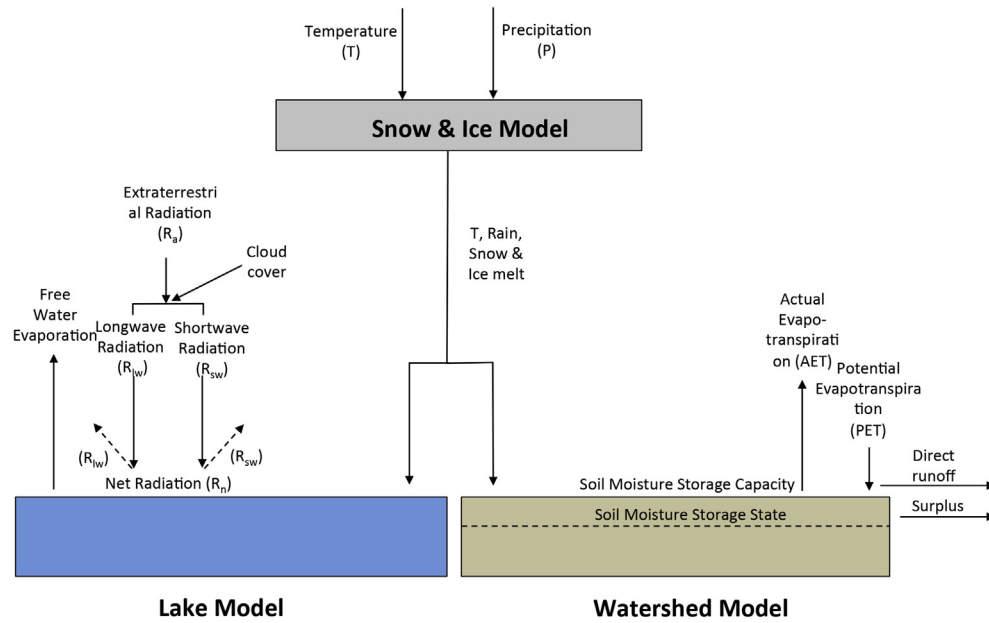 Temperature
(T)
Precipitation
(P)
Snow & Ice Model
Extraterrestri
al Radiation
(Ra)
Cloud
cover
T, Rain,
Snow &
Ice melt
Free
Water
Evaporation
Longwave
Radiation
(Rlw)
Shortwave
Radiation
(Rsw)
Actual
Evapo-
transpirati
on (AET)
Potential
Evapotranspira
tion
(PET)
(Rlw)
(Rsw)
Net Radiation (Rn)
Direct
runoff
Soil Moisture Storage Capacity
Surplus
Soil Moisture Storage State
Lake Model
Watershed Model